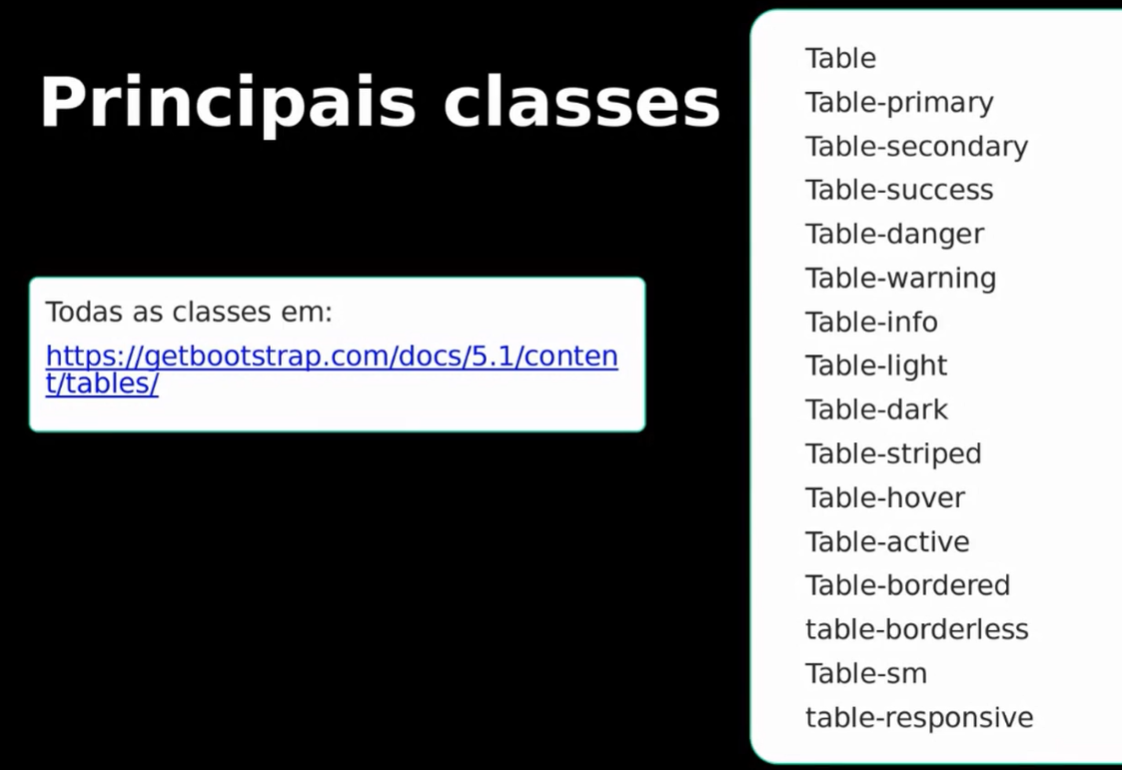 Principais classes
Todas as classes em:
https://getbootstrap.com/docs/5.1/conten
t/tables/
Table
Table-primary
Table-secondary
Table-success
Table-danger
Table-warning
Table-info
Table-light
Table-dark
Table-striped
Table-hover
Table-active
Table-bordered
table-borderless
Table-sm
table-responsive